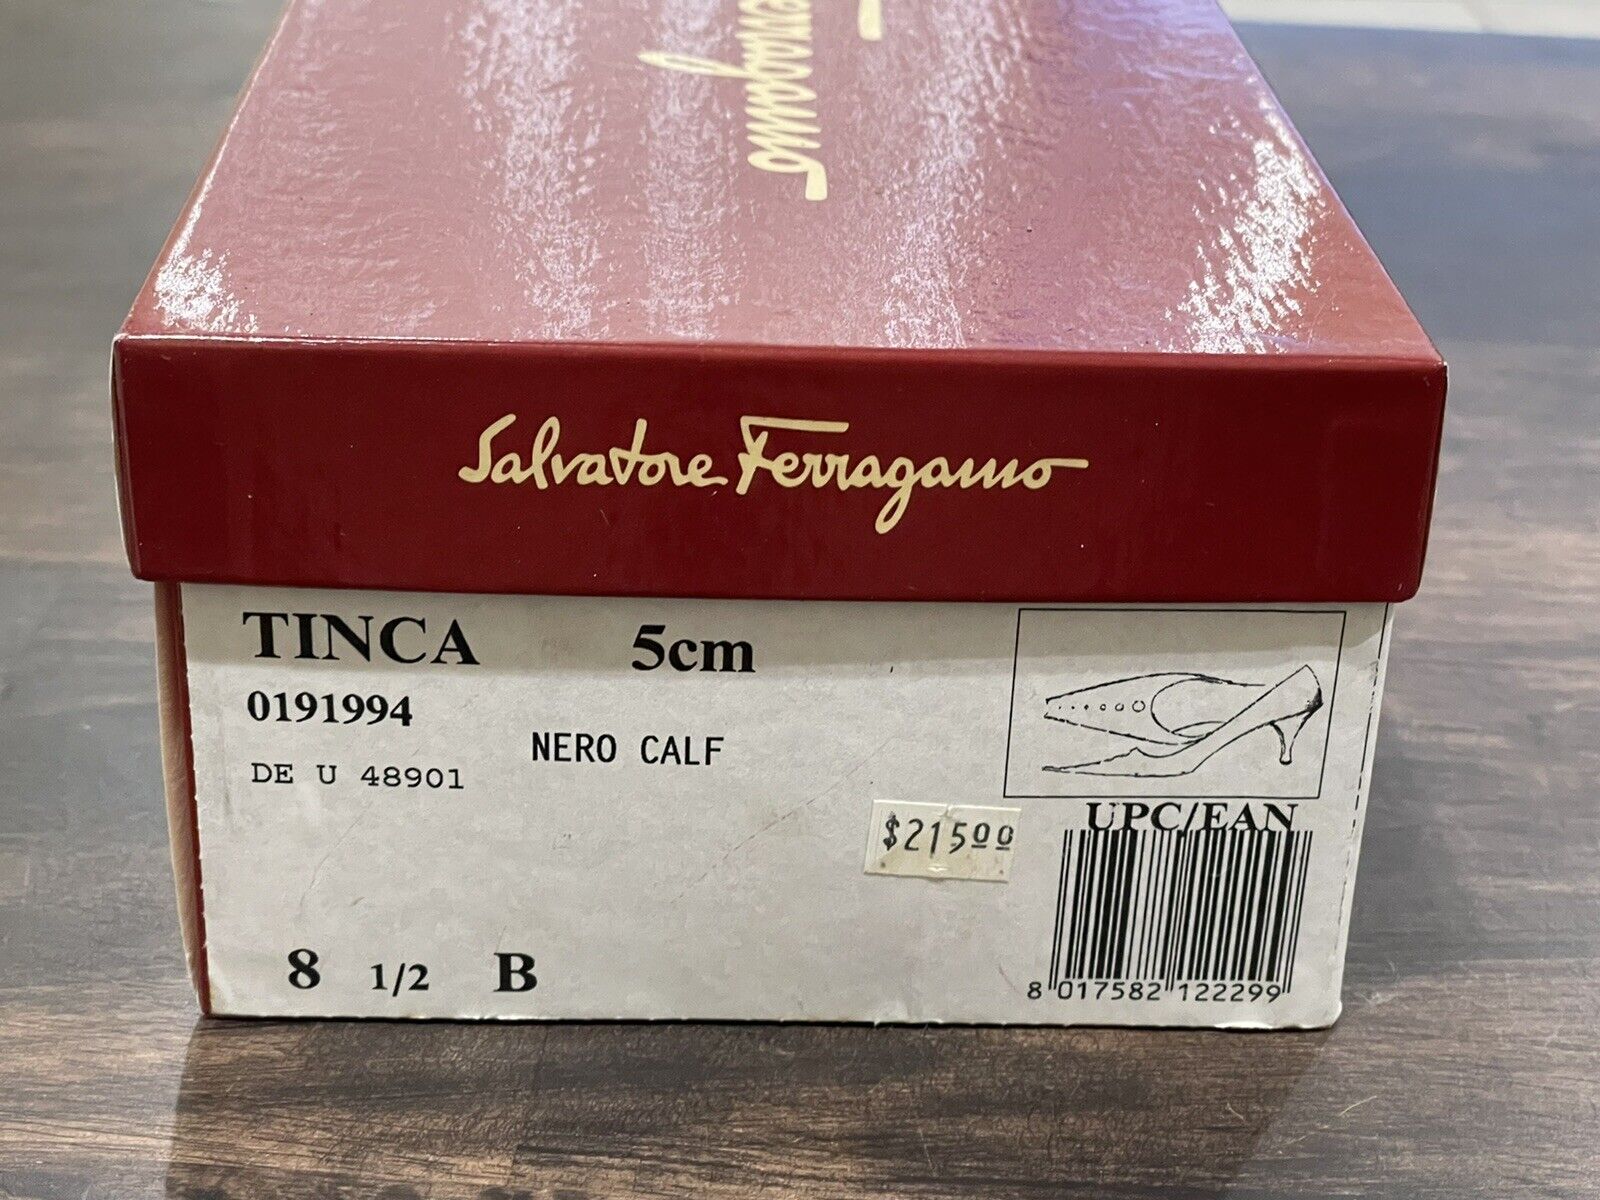 Salvatore Ferragamo
TINCA 5cm
0191994
NERO CALF
DE U 48901
$215.00
UPC/EAN
8 1/2 B
8 017582 122299